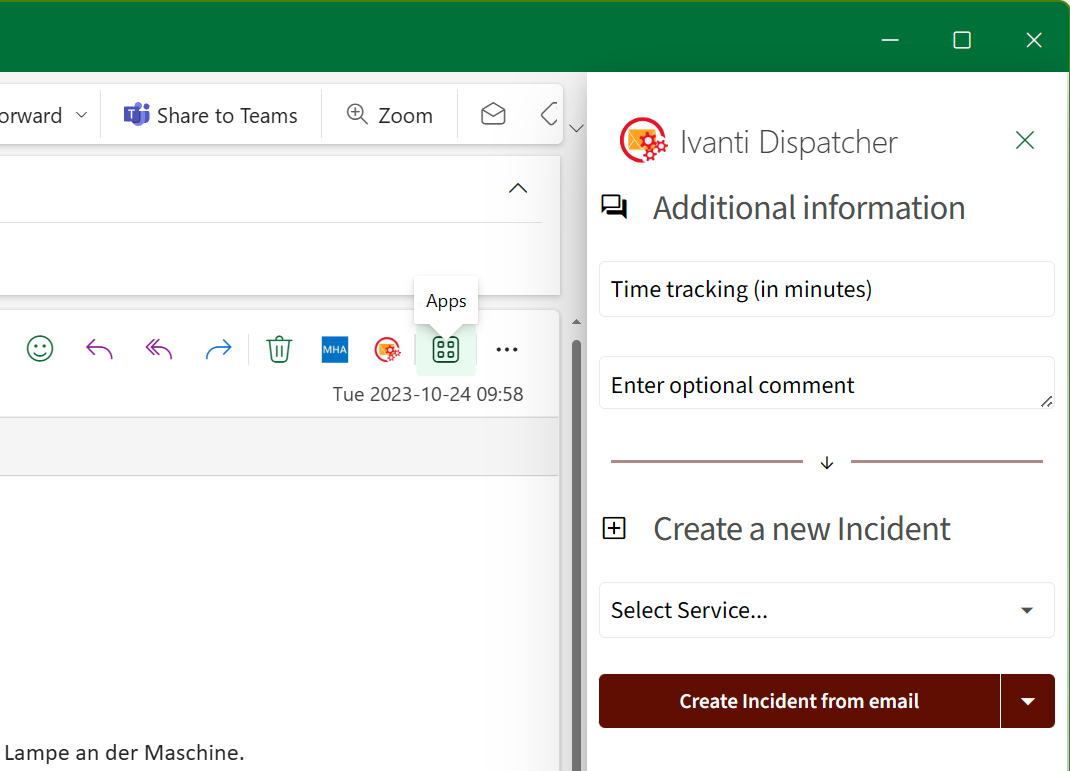 Share to Teams
Zoom
Apps
MHA
Tue 2023-10-24 09:58
Lampe an der Maschine.
Ivanti Dispatcher
Additional information
Time tracking (in minutes)
Enter optional comment
Create a new Incident
Select Service...
Create Incident from email